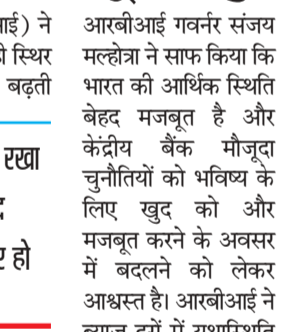 आई) ने
स्थिर
बढ़ती
रखा
हो
आरबीआई गवर्नर संजय
मल्होत्रा ने साफ किया कि
भारत की आर्थिक स्थिति
बेहद मजबूत है और
केंद्रीय बैंक मौजूदा
चुनौतियों को भविष्य के
लिए खुद को और
मजबूत करने के अवसर
में बदलने को लेकर
आश्वस्त है। आरबीआई ने